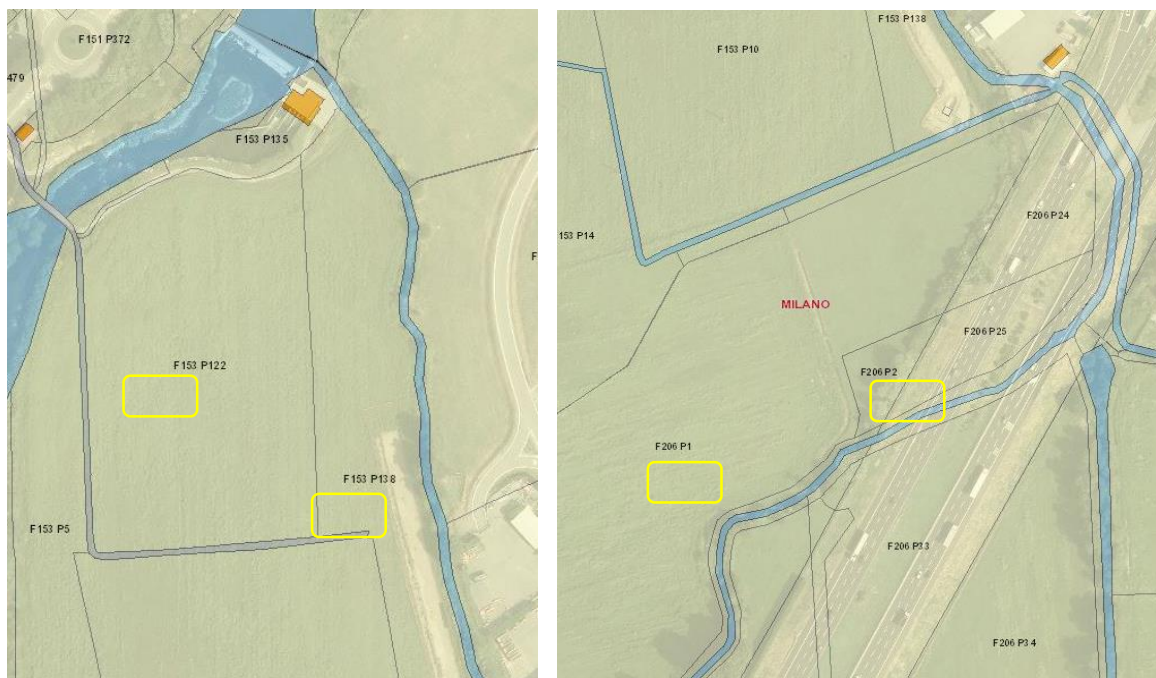 F151 P372
479
F153 P135
F153 P122
F153 P138
F153 P5
F
F153 P138
F153 P10
F206 P24
153 P14
MILANO
F206 P25
F206 P2
F206 P1
F206 P33
F206 P34